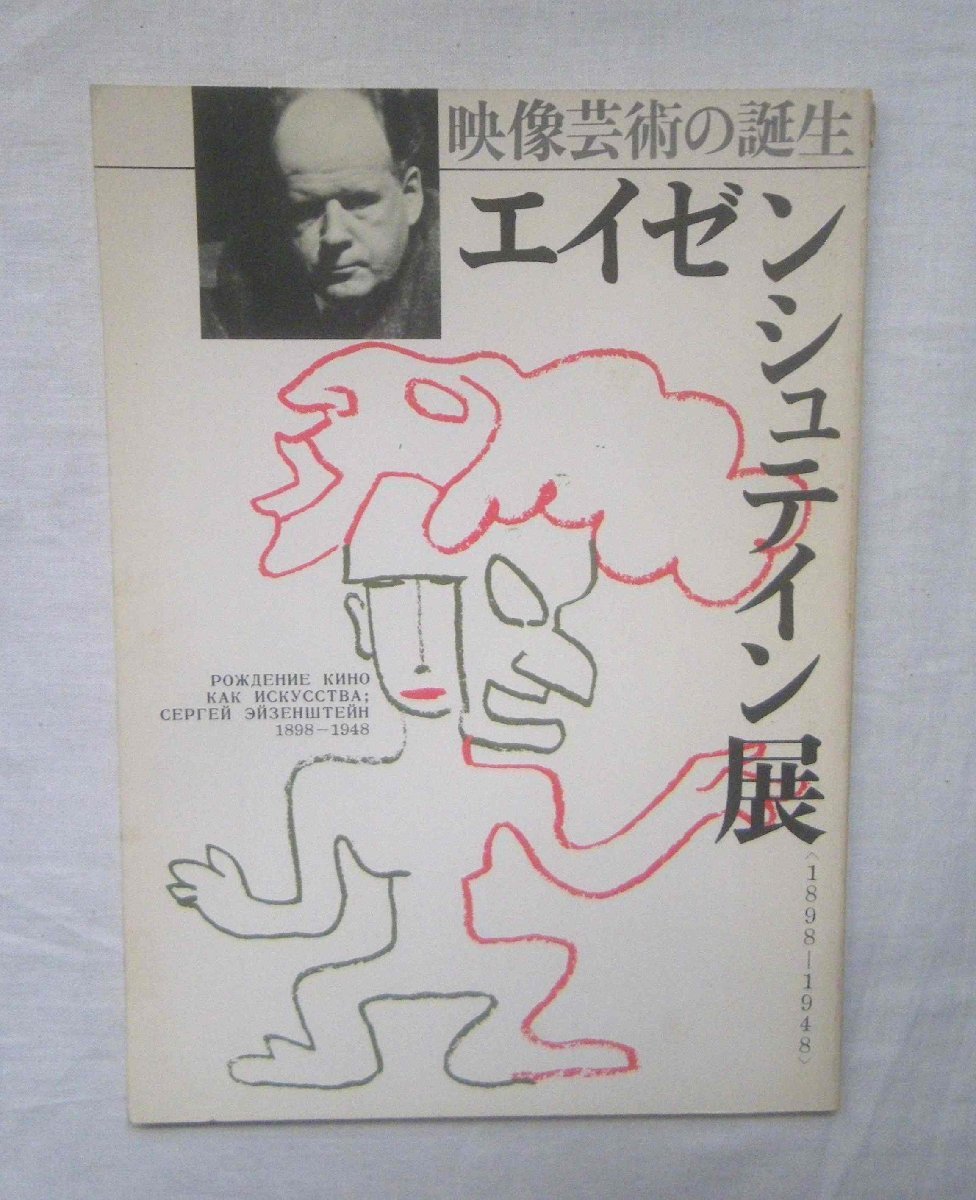 映像芸術の誕生
エイゼンシュテイン展
〈1898—1948〉
РОЖДЕНИЕ КИНО
КАК ИСКУССТВА;
СЕРГЕЙ ЭЙЗЕНШТЕЙН
1898—1948